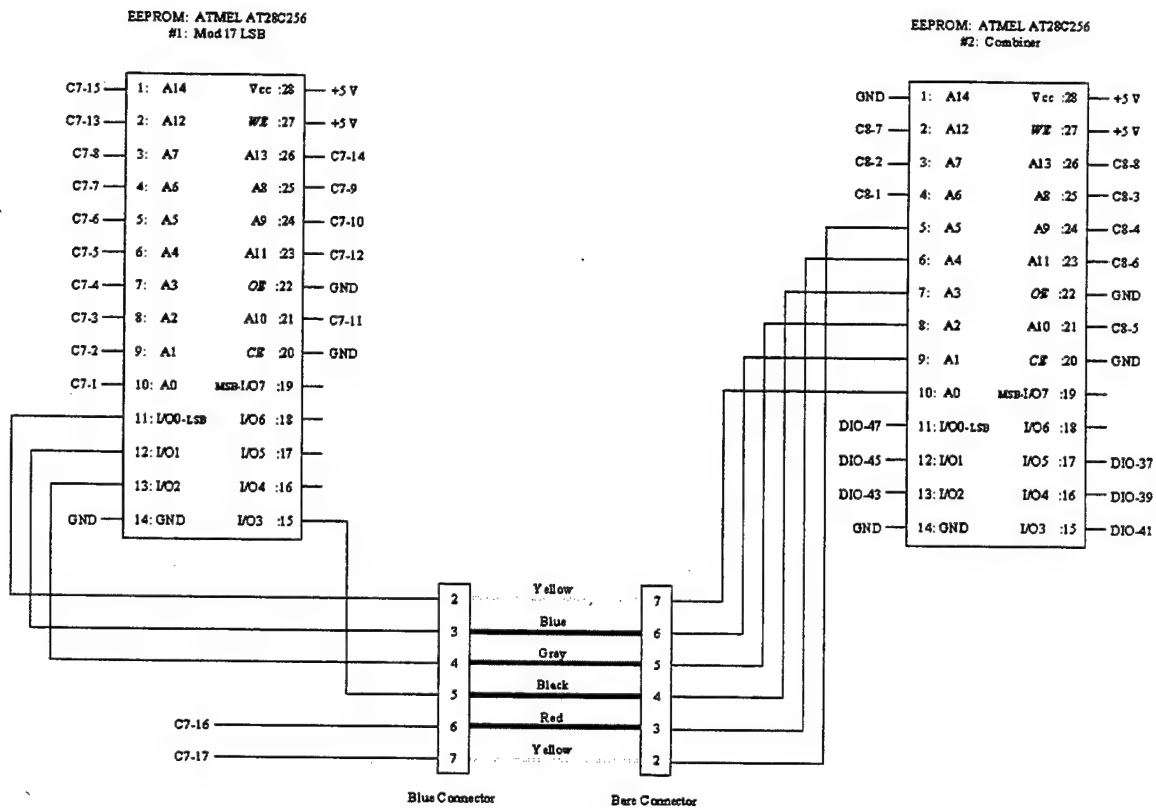 EEPROM: ATMEL AT28C256
#1: Mod 17 LSB
C7-15 1: A14 Vcc :28 +5 V
C7-13 2: A12 WE :27 +5 V
C7-8 3: A7 A13 :26 C7-14
C7-7 4: A6 A8 :25 C7-9
C7-6 5: A5 A9 :24 C7-10
C7-5 6: A4 A11 :23 C7-12
C7-4 7: A3 OE :22 GND
C7-3 8: A2 A10 :21 C7-11
C7-2 9: A1 CE :20 GND
C7-1 10: A0 MSB-I/O7 :19
11: I/O0-LSB I/O6 :18
12: I/O1 I/O5 :17
13: I/O2 I/O4 :16
GND 14: GND I/O3 :15
EEPROM: ATMEL AT28C256
#2: Combiner
GND 1: A14 Vcc :28 +5 V
C8-7 2: A12 WE :27 +5 V
C8-2 3: A7 A13 :26 C8-8
C8-1 4: A6 A8 :25 C8-3
5: A5 A9 :24 C8-4
6: A4 A11 :23 C8-6
7: A3 OE :22 GND
8: A2 A10 :21 C8-5
9: A1 CE :20 GND
10: A0 MSB-I/O7 :19
DIO-47 11: I/O0-LSB I/O6 :18
DIO-45 12: I/O1 I/O5 :17 DIO-37
DIO-43 13: I/O2 I/O4 :16 DIO-39
GND 14: GND I/O3 :15 DIO-41
2 Yellow 7
3 Blue 6
4 Gray 5
5 Black 4
C7-16 6 Red 3
C7-17 7 Yellow 2
Blue Connector Bare Connector